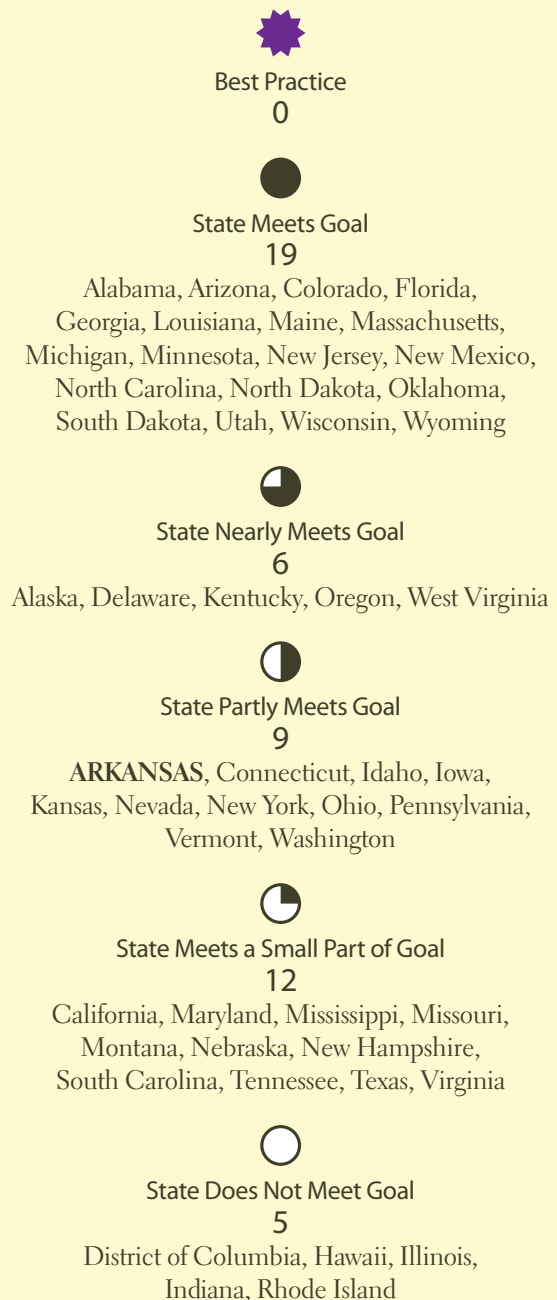 Best Practice
0
State Meets Goal
19
Alabama, Arizona, Colorado, Florida,
Georgia, Louisiana, Maine, Massachusetts,
Michigan, Minnesota, New Jersey, New Mexico,
North Carolina, North Dakota, Oklahoma,
South Dakota, Utah, Wisconsin, Wyoming
State Nearly Meets Goal
6
Alaska, Delaware, Kentucky, Oregon, West Virginia
State Partly Meets Goal
9
ARKANSAS, Connecticut, Idaho, Iowa,
Kansas, Nevada, New York, Ohio, Pennsylvania,
Vermont, Washington
State Meets a Small Part of Goal
12
California, Maryland, Mississippi, Missouri,
Montana, Nebraska, New Hampshire,
South Carolina, Tennessee, Texas, Virginia
State Does Not Meet Goal
5
District of Columbia, Hawaii, Illinois,
Indiana, Rhode Island